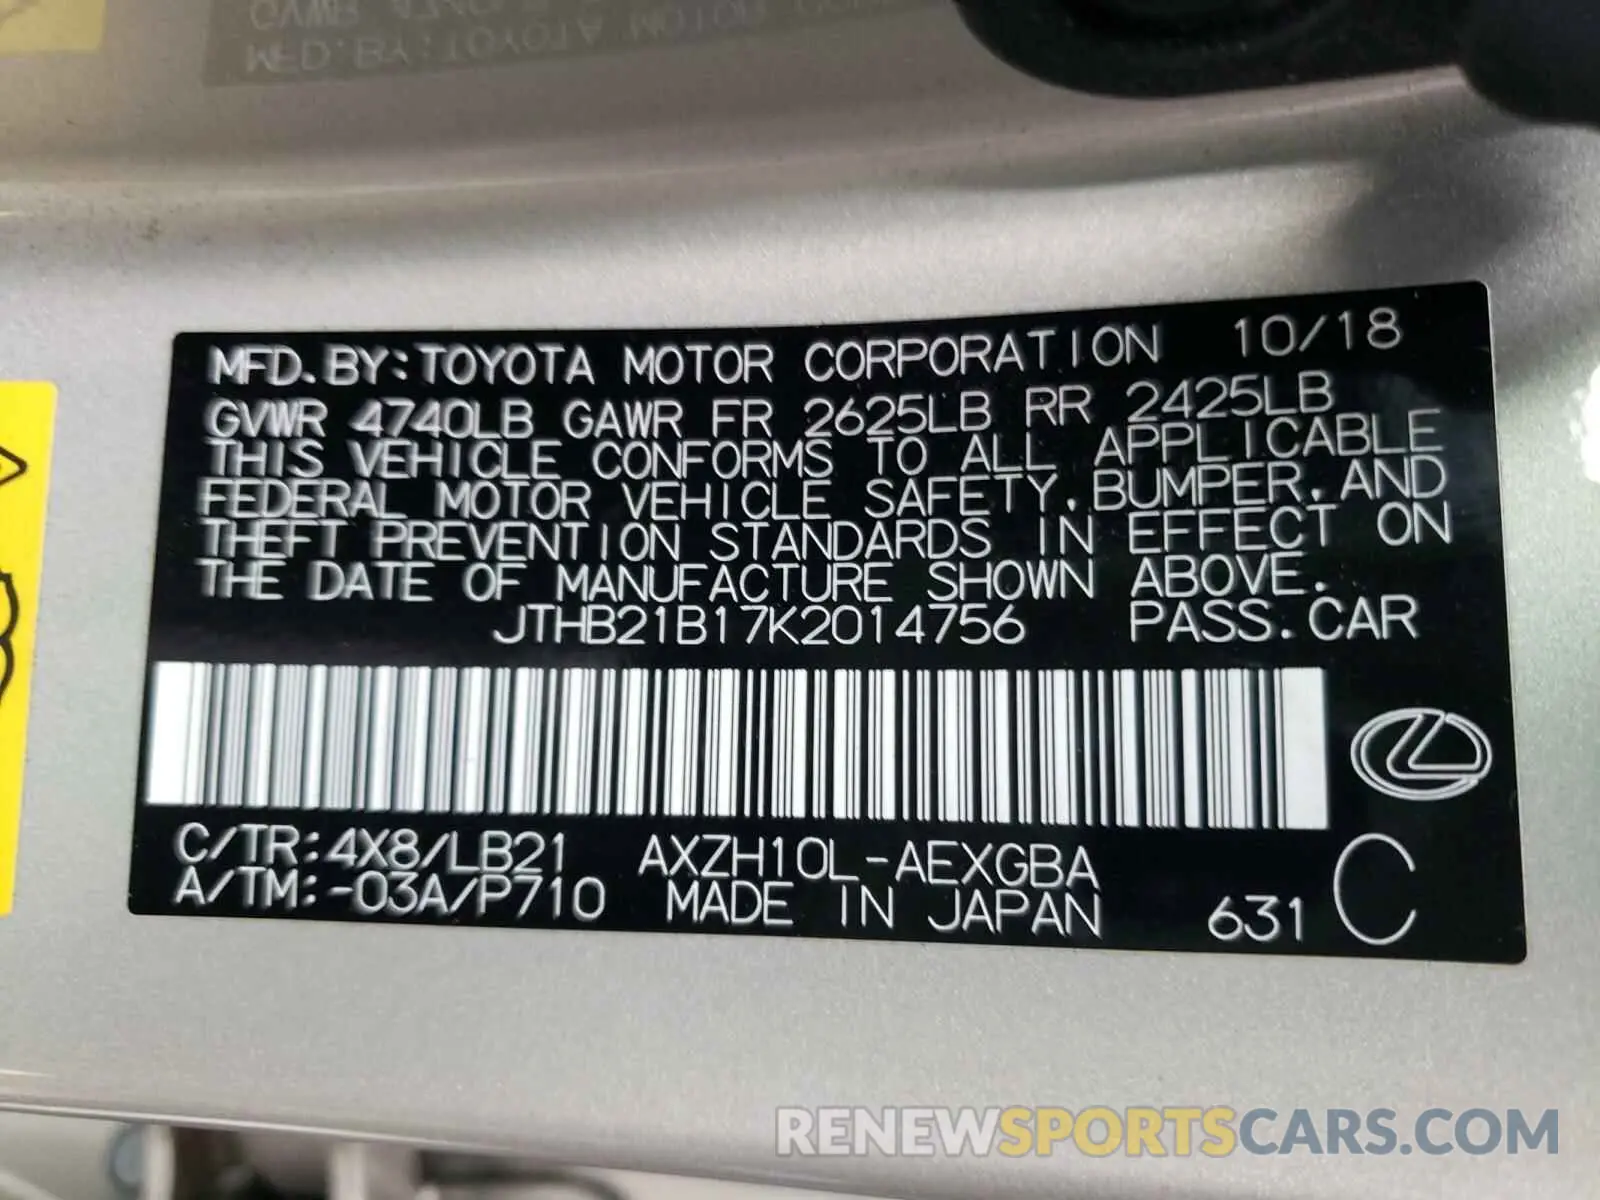 MFD. BY: TOYOTA MOTOR CORPORATION 10/18
GVWR 4740LB GAWR FR 2625LB RR 2425LB
THIS VEHICLE CONFORMS TO ALL APPLICABLE
FEDERAL MOTOR VEHICLE SAFETY, BUMPER, AND
THEFT PREVENTION STANDARDS IN EFFECT ON
THE DATE OF MANUFACTURE SHOWN ABOVE.
JTHB21B17K2014756 PASS. CAR
C/TR:4X8/LB21 AXZH10L-AEXGBA
A/TM:-03A/P710 MADE IN JAPAN 631 C
RENEWSPORTSCARS.COM